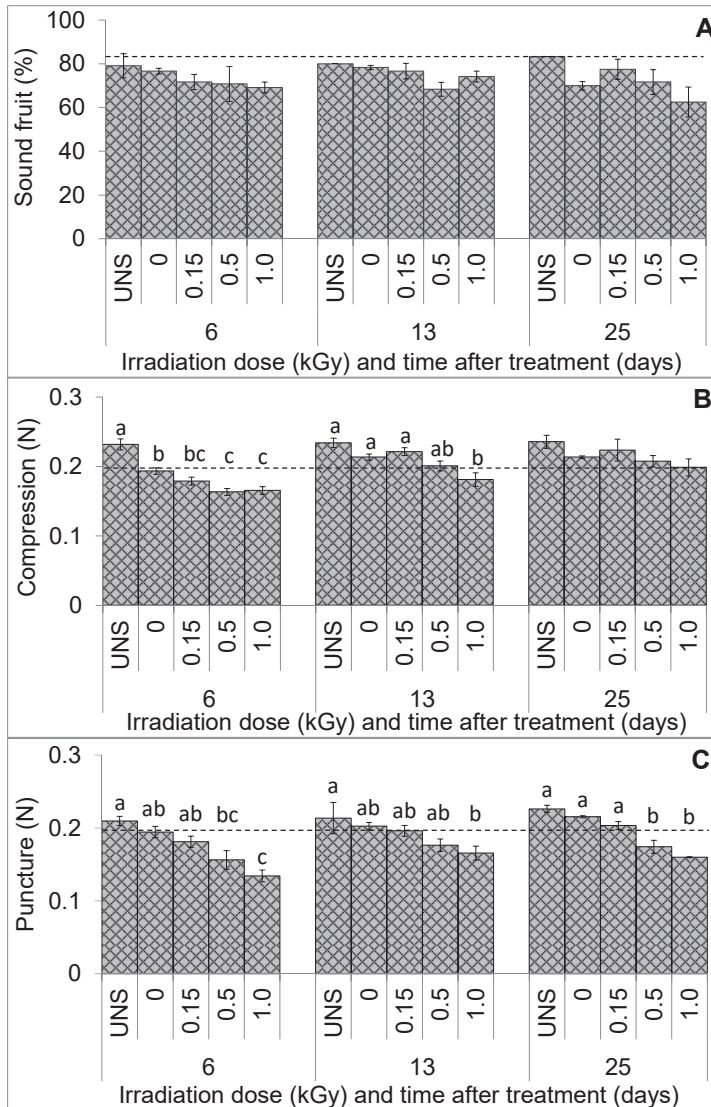 A
100
80
60
40
20
0
Sound fruit (%)
UNS 0 0.15 0.5 1.0 UNS 0 0.15 0.5 1.0 UNS 0 0.15 0.5 1.0
6 13 25
Irradiation dose (kGy) and time after treatment (days)
B
0.3
0.2
0.1
0
Compression (N)
a b bc c c a a a ab b
UNS 0 0.15 0.5 1.0 UNS 0 0.15 0.5 1.0 UNS 0 0.15 0.5 1.0
6 13 25
Irradiation dose (kGy) and time after treatment (days)
C
0.3
0.2
0.1
0
Puncture (N)
a ab ab bc c a ab ab ab b a a a b b
UNS 0 0.15 0.5 1.0 UNS 0 0.15 0.5 1.0 UNS 0 0.15 0.5 1.0
6 13 25
Irradiation dose (kGy) and time after treatment (days)